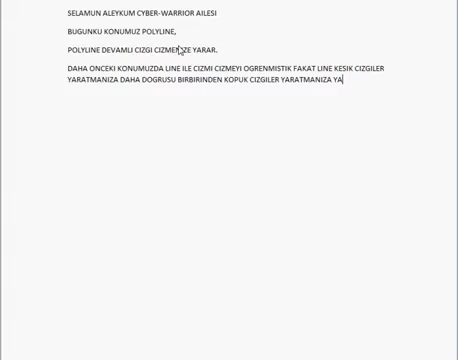 SELAMUN ALEYKUM CYBER-WARRIOR AILESI
BUGUNKU KONUMUZ POLYLINE,
POLYLINE DEVAMLI CIZGI CIZMENIZE YARAR.
DAHA ONCEKI KONUMUZDA LINE ILE CIZMI CIZMEYI OGRENMISTIK FAKAT LINE KESIK CIZGILER
YARATMANIZA DAHA DOGRUSU BIRBIRINDEN KOPUK CIZGILER YARATMANIZA YA